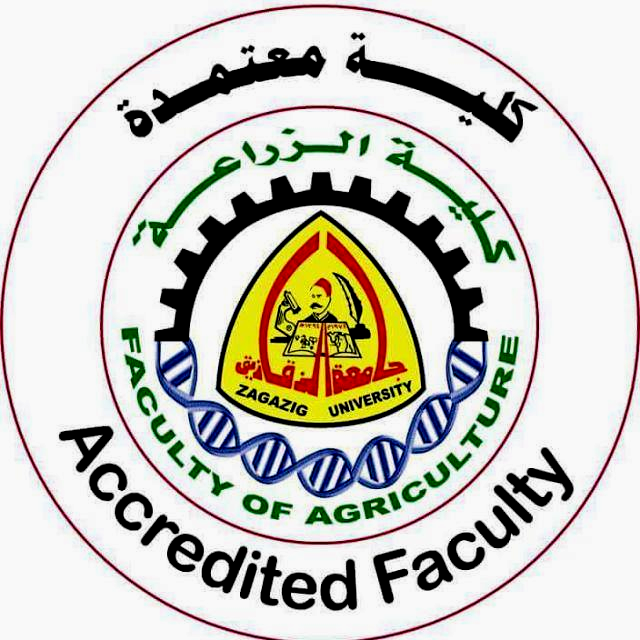 كلية معتمدة
كلية الزراعة
جامعة الزقازيق
ZAGAZIG UNIVERSITY
FACULTY OF AGRICULTURE
Accredited Faculty